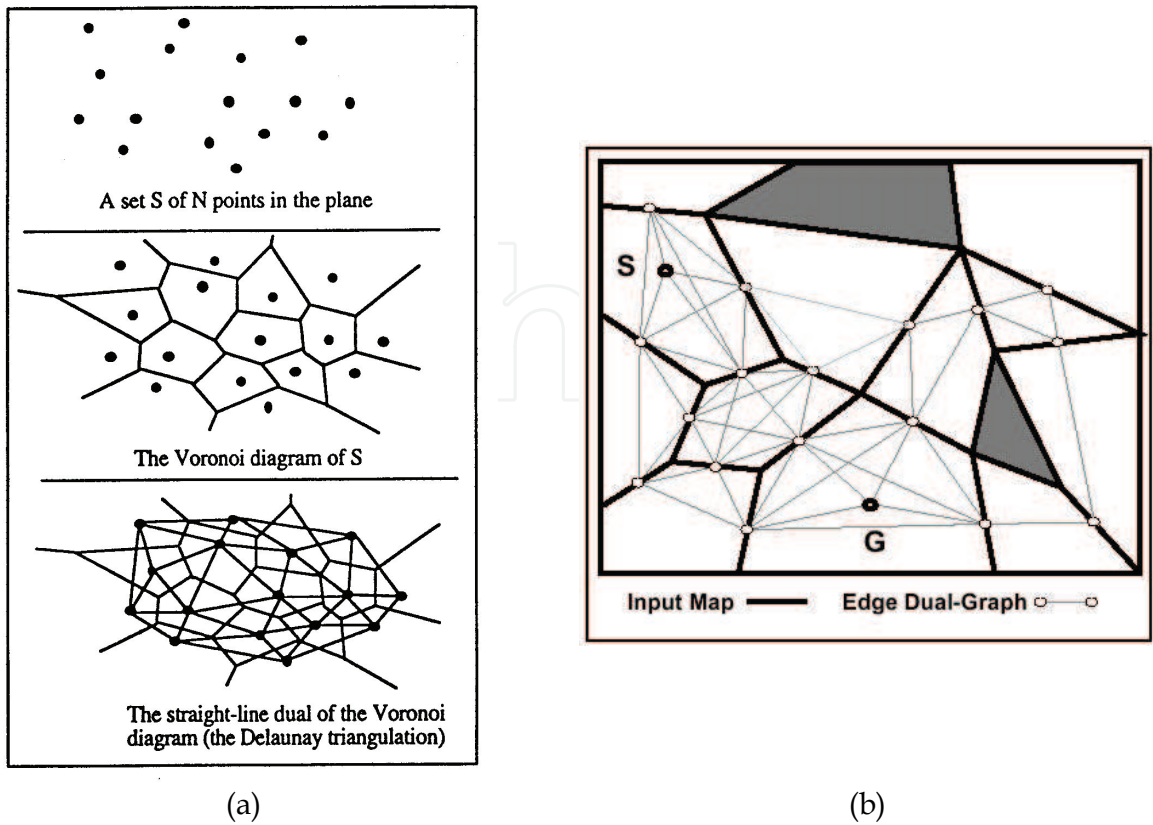 A set S of N points in the plane
The Voronoi diagram of S
The straight-line dual of the Voronoi
diagram (the Delaunay triangulation)
(a)
S
G
Input Map
Edge Dual-Graph
(b)